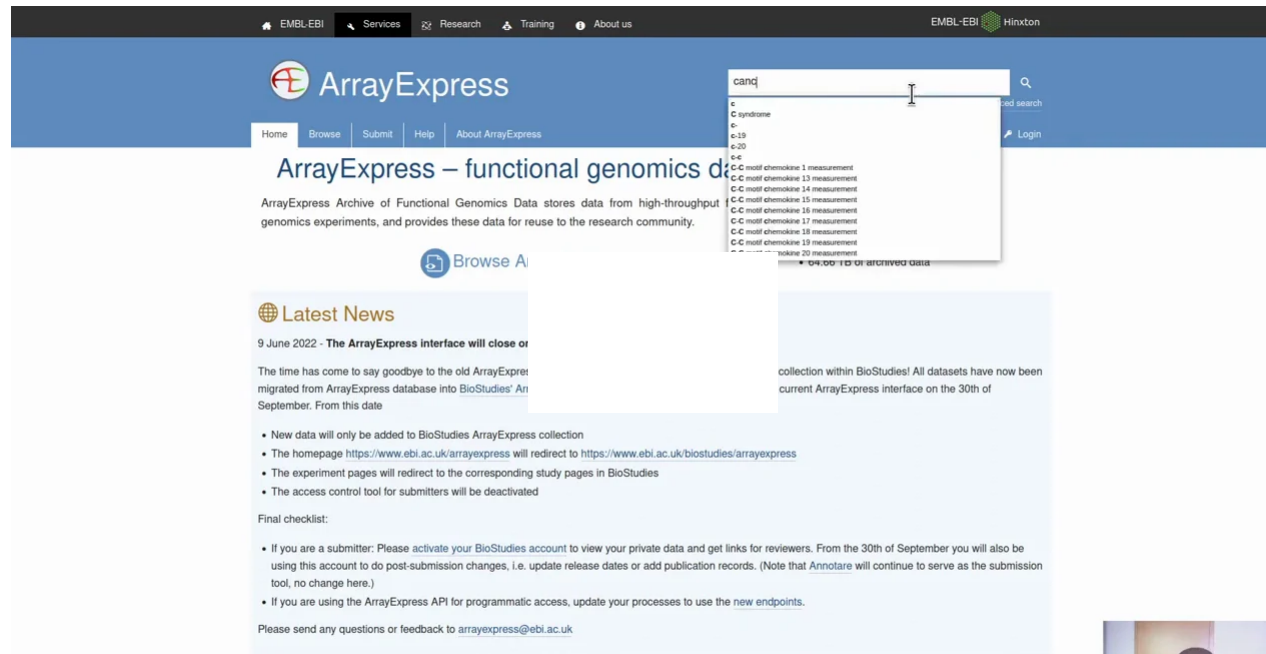 EMBL-EBI Services Research Training About us EMBL-EBI Hinxton
ArrayExpress
canc
ced search
Home Browse Submit Help About ArrayExpress Login
c
C syndrome
c-
c-19
c-20
c-c
C-C motif chemokine 1 measurement
C-C motif chemokine 13 measurement
C-C motif chemokine 14 measurement
C-C motif chemokine 15 measurement
C-C motif chemokine 16 measurement
C-C motif chemokine 17 measurement
C-C motif chemokine 18 measurement
C-C motif chemokine 19 measurement
C-C motif chemokine 20 measurement
ArrayExpress – functional genomics da
ArrayExpress Archive of Functional Genomics Data stores data from high-throughput f
genomics experiments, and provides these data for reuse to the research community.
Browse Ar
• 64.66 TB of archived data
Latest News
9 June 2022 - The ArrayExpress interface will close on
The time has come to say goodbye to the old ArrayExpres collection within BioStudies! All datasets have now been
migrated from ArrayExpress database into BioStudies' Arr current ArrayExpress interface on the 30th of
September. From this date
• New data will only be added to BioStudies ArrayExpress collection
• The homepage https://www.ebi.ac.uk/arrayexpress will redirect to https://www.ebi.ac.uk/biostudies/arrayexpress
• The experiment pages will redirect to the corresponding study pages in BioStudies
• The access control tool for submitters will be deactivated
Final checklist:
• If you are a submitter: Please activate your BioStudies account to view your private data and get links for reviewers. From the 30th of September you will also be
using this account to do post-submission changes, i.e. update release dates or add publication records. (Note that Annotare will continue to serve as the submission
tool, no change here.)
• If you are using the ArrayExpress API for programmatic access, update your processes to use the new endpoints.
Please send any questions or feedback to arrayexpress@ebi.ac.uk